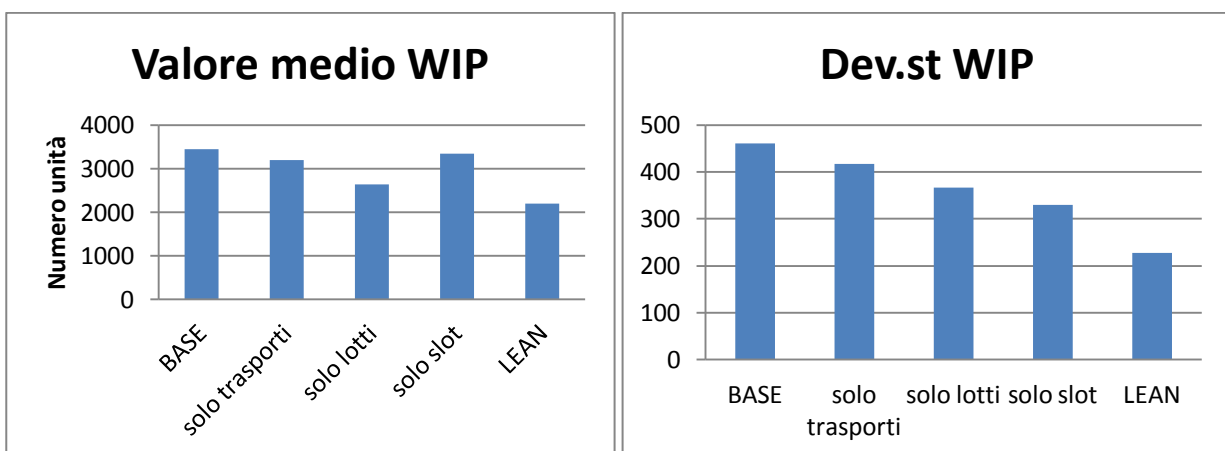 Valore medio WIP
Numero unità
4000
3000
2000
1000
0
BASE
solo trasporti
solo lotti
solo slot
LEAN
Dev.st WIP
500
400
300
200
100
0
BASE
solo
trasporti
solo lotti
solo slot
LEAN